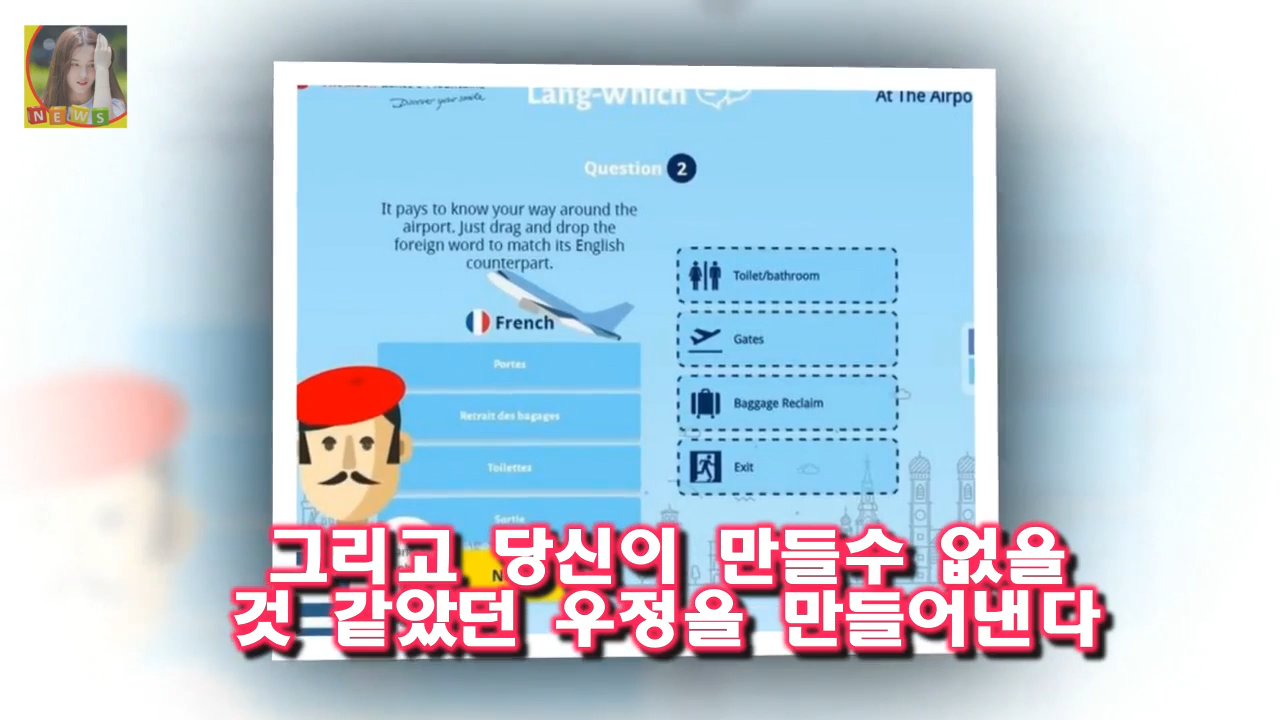 NEWS
Discover your smile
Lang-Which
At The Airpo
Question 2
It pays to know your way around the
airport. Just drag and drop the
foreign word to match its English
counterpart.
French
Portes
Retrait des bagages
Toilettes
Sortie
Toilet/bathroom
Gates
Baggage Reclaim
Exit
그리고 당신이 만들수 없을
것 같았던 우정을 만들어낸다